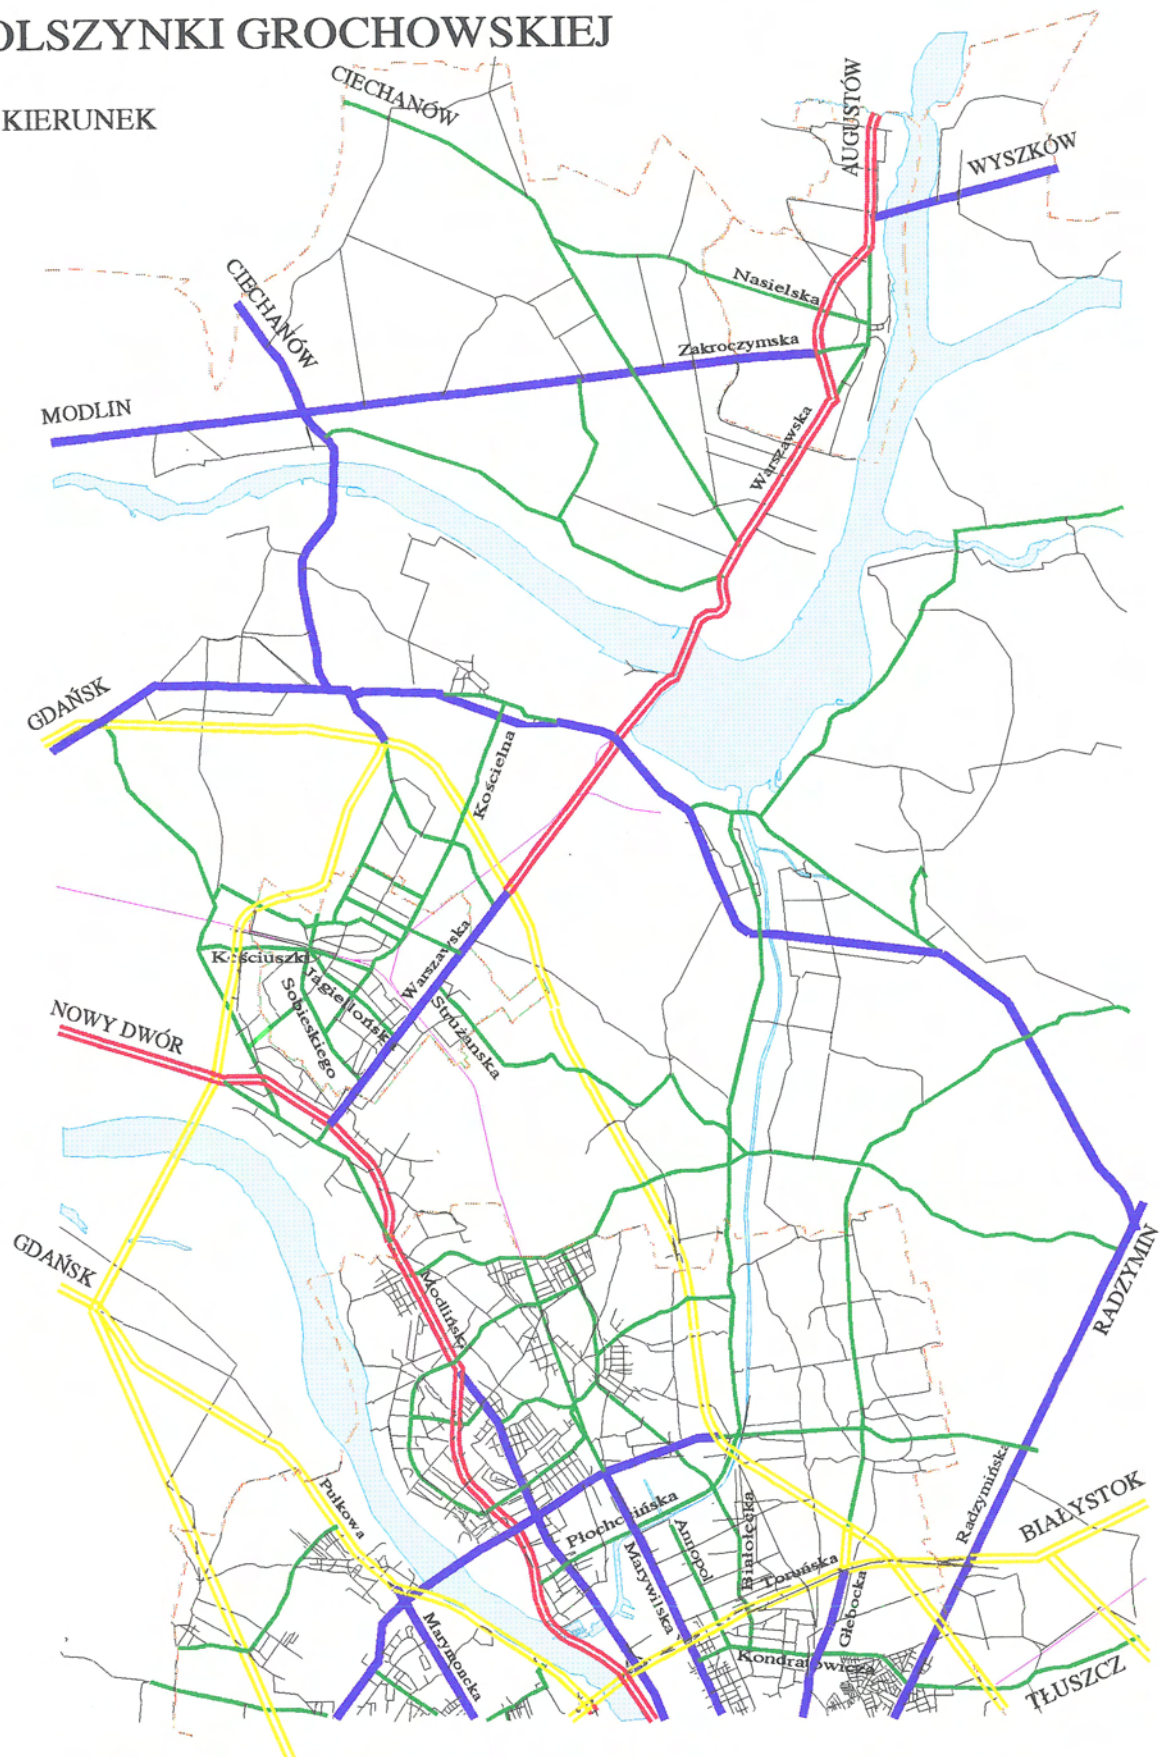 OLSZYNKI GROCHOWSKIEJ
KIERUNEK
CIECHANÓW
AUGUSTÓW
WYSZKÓW
CIECHANÓW
Nasielska
Zakroczymska
MODLIN
Warszawska
GDAŃSK
Kościelna
Warszawska
Kościuszki
Jagiellońska
Sobieskiego
Strużańska
NOWY DWÓR
GDAŃSK
Modlińska
RADZYMIN
Pułkowa
Radzymińska
BIAŁYSTOK
Płochocińska
Annopol
Białołęcka
Marywilska
Toruńska
Głębocka
Marymoncka
Kondratowicza
TŁUSZCZ